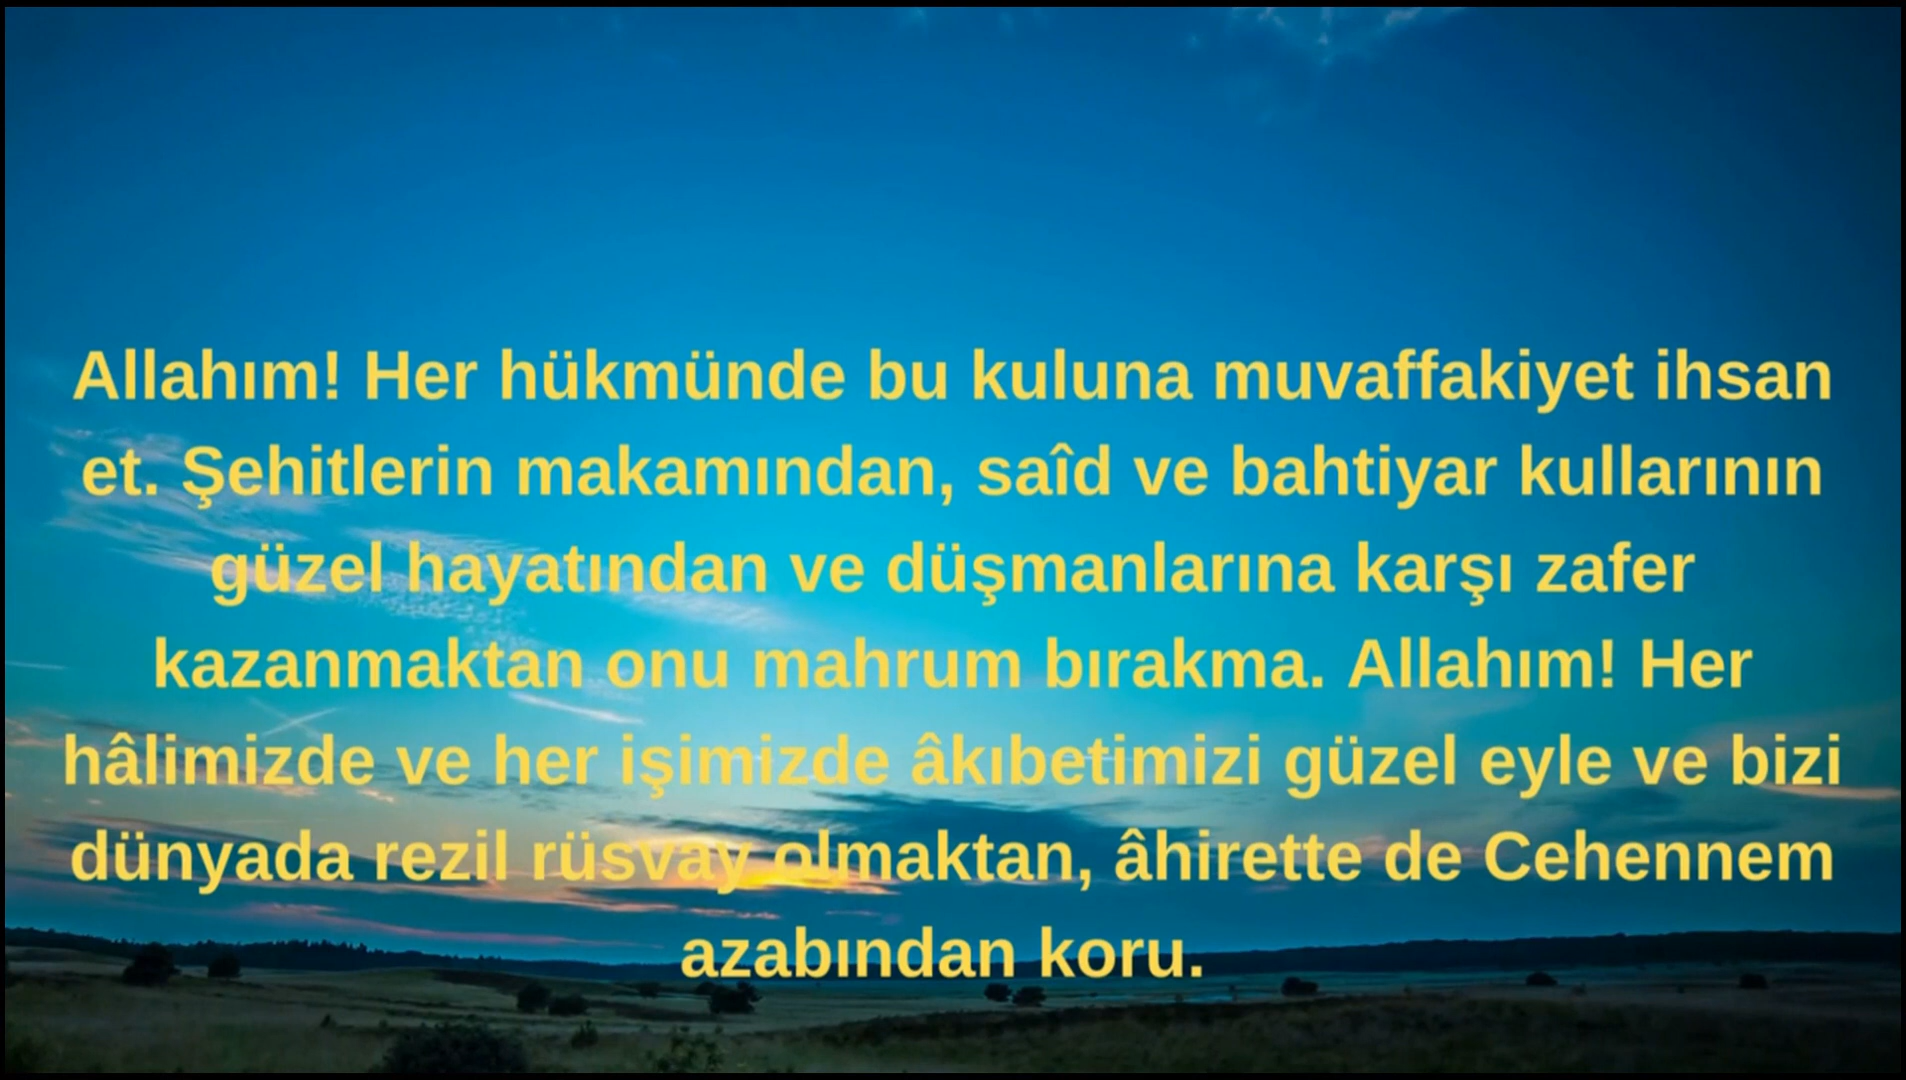 Allahım! Her hükmünde bu kuluna muvaffakiyet ihsan
et. Şehitlerin makamından, saîd ve bahtiyar kullarının
güzel hayatından ve düşmanlarına karşı zafer
kazanmaktan onu mahrum bırakma. Allahım! Her
hâlimizde ve her işimizde âkıbetimizi güzel eyle ve bizi
dünyada rezil rüsvay olmaktan, âhirette de Cehennem
azabından koru.